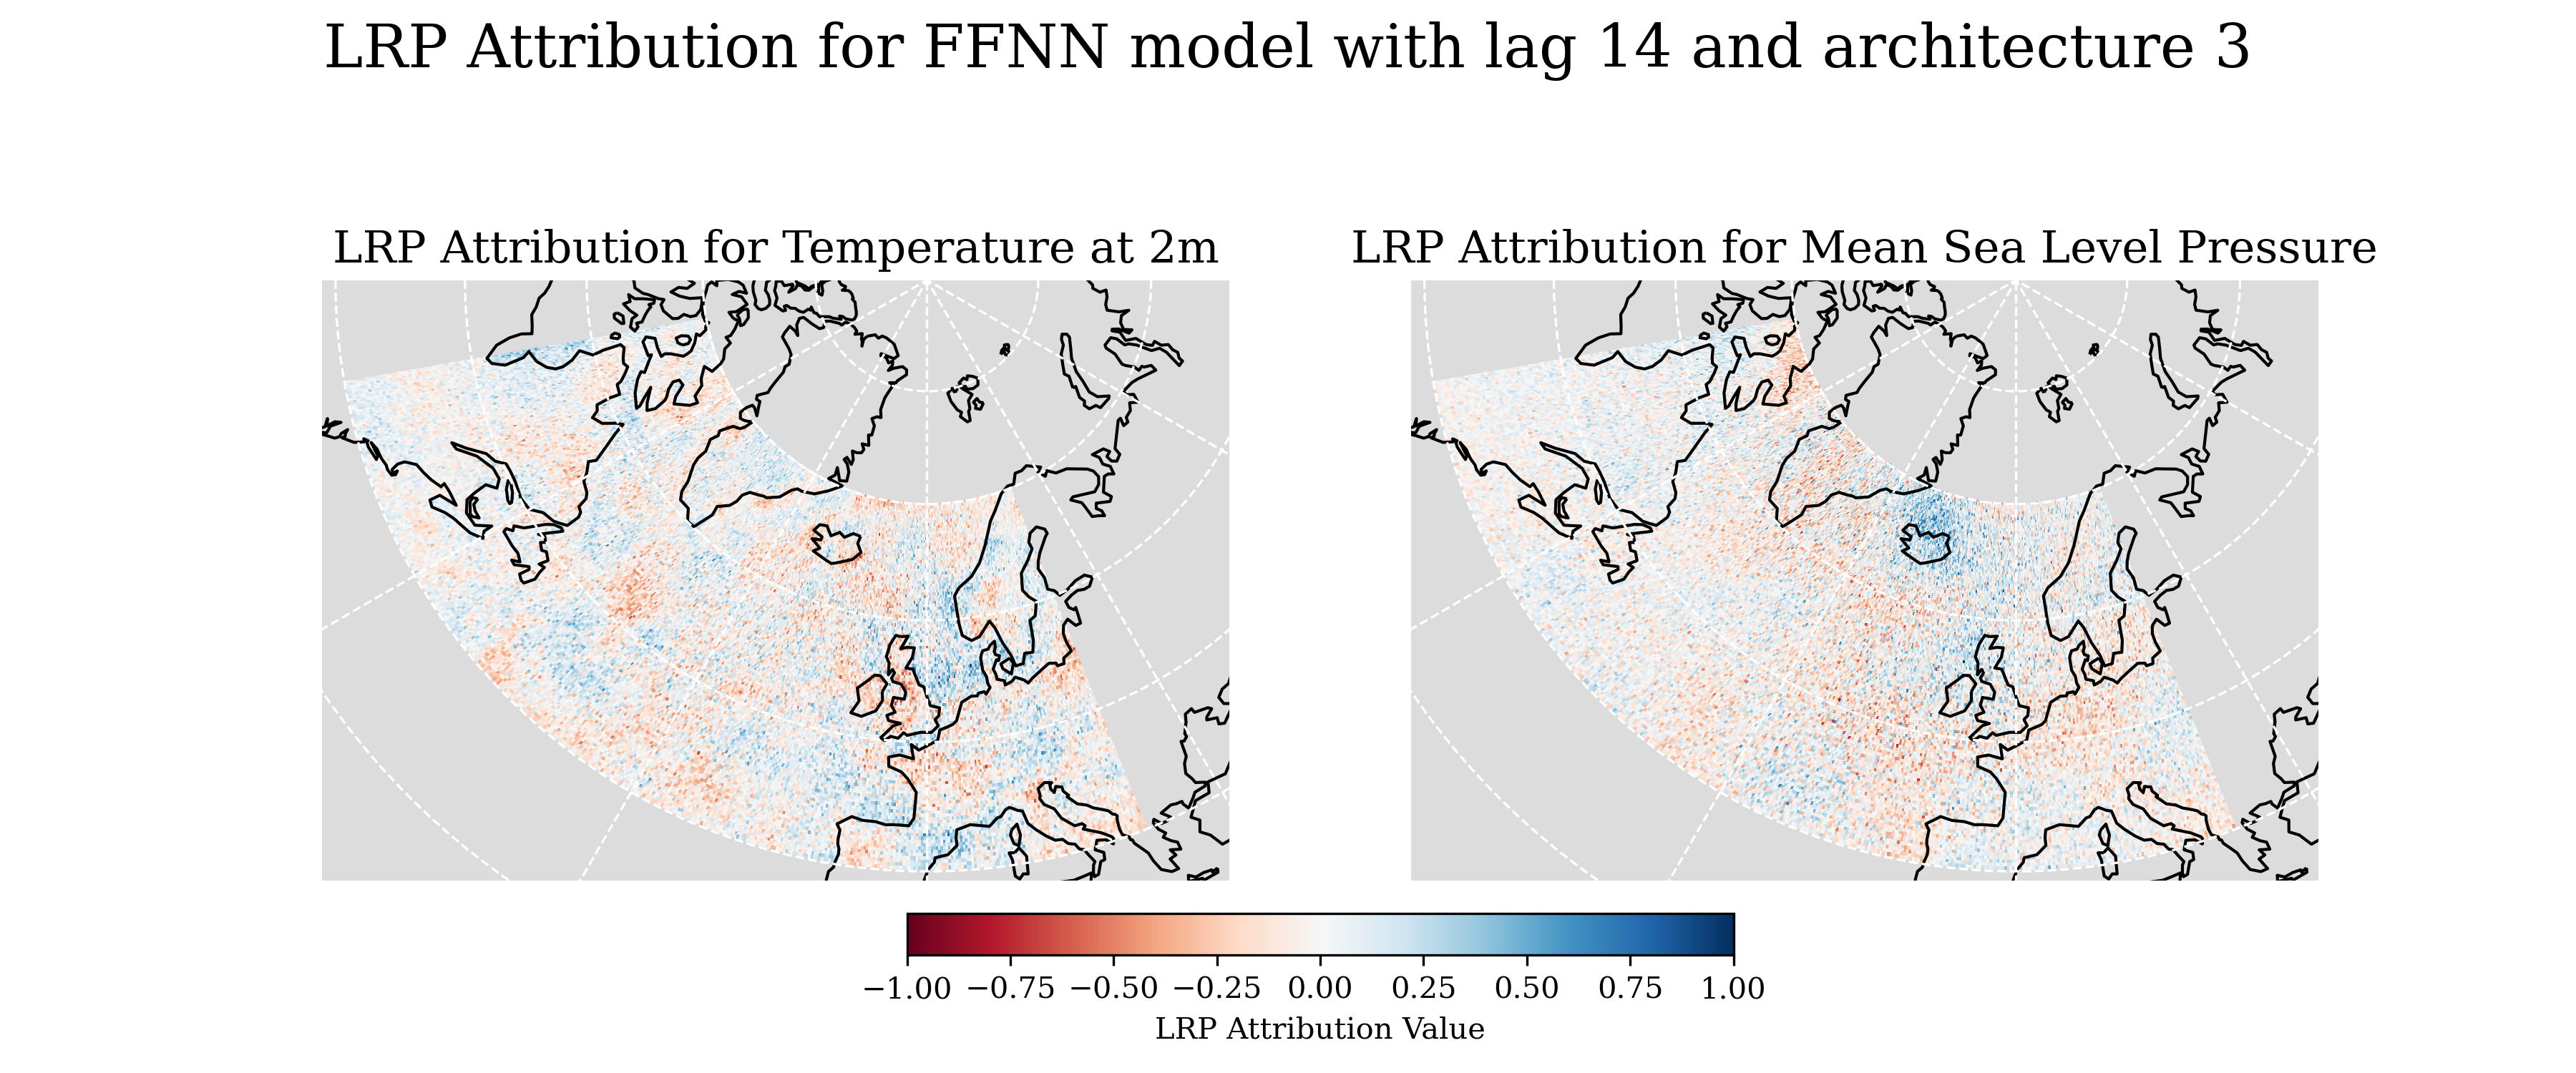 LRP Attribution for FFNN model with lag 14 and architecture 3
LRP Attribution for Temperature at 2m
LRP Attribution for Mean Sea Level Pressure
−1.00 −0.75 −0.50 −0.25 0.00 0.25 0.50 0.75 1.00
LRP Attribution Value